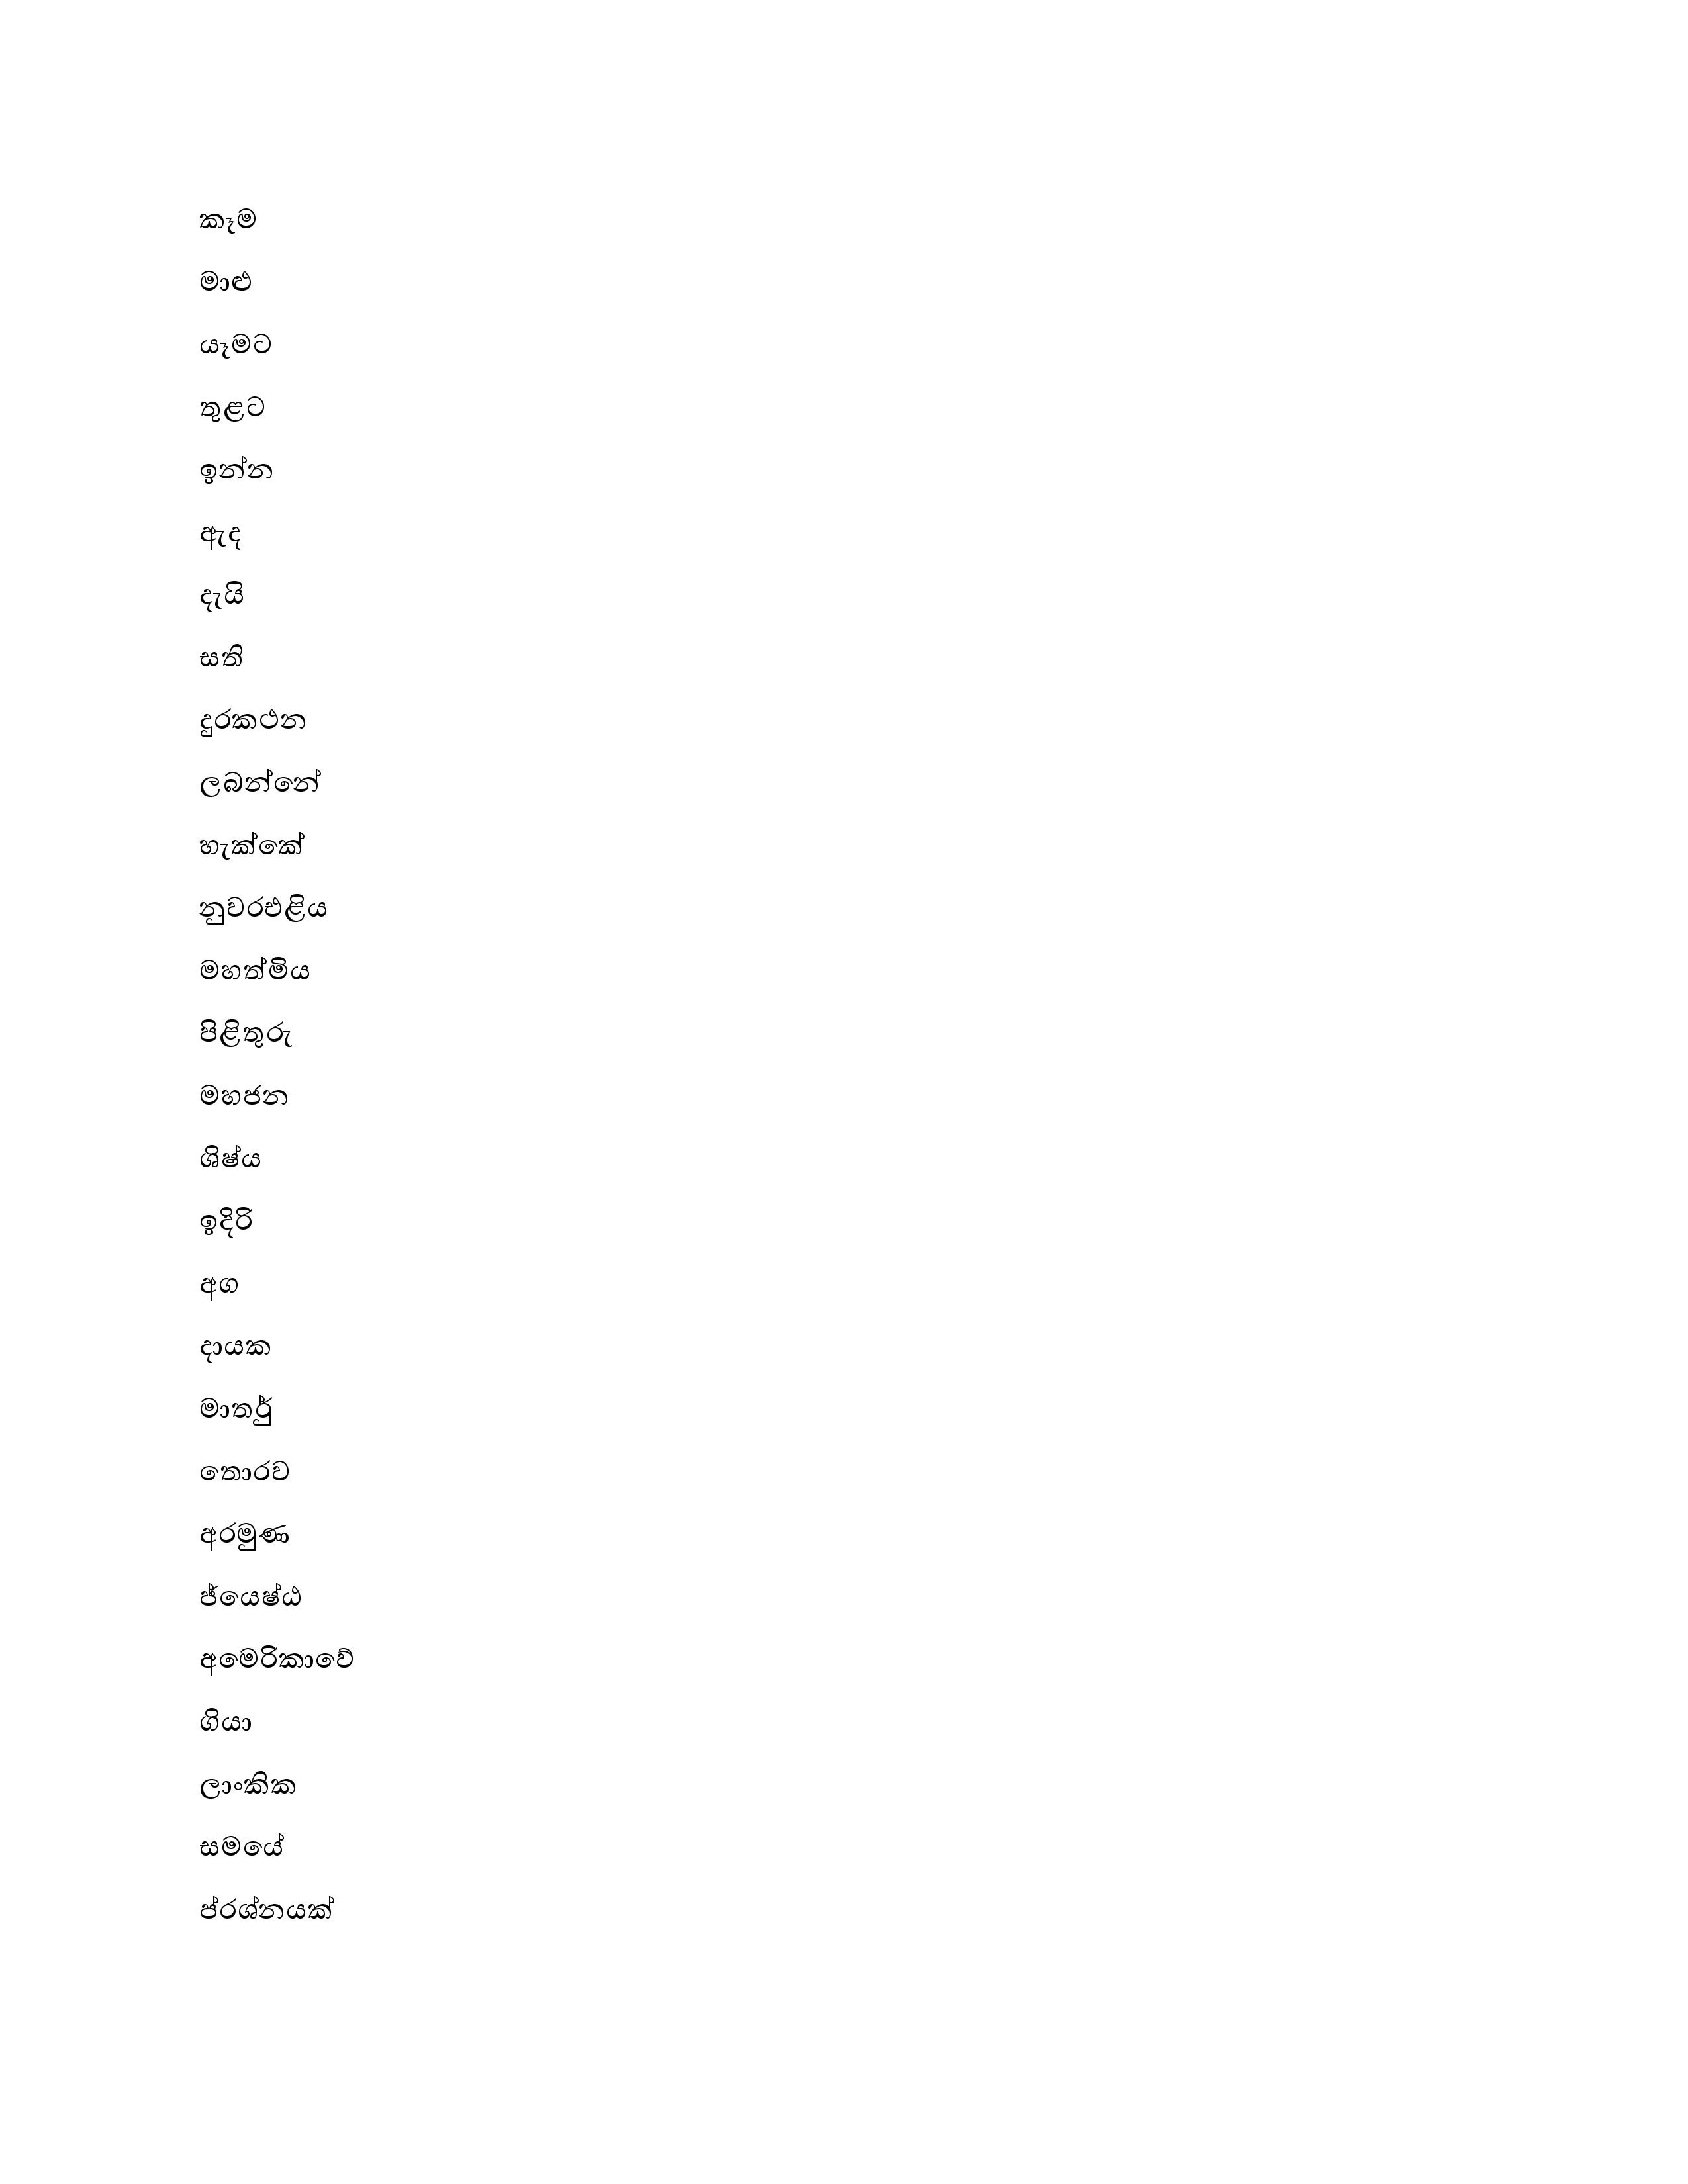 කෑම
මාළු
යෑමට
තුළට
ඉන්න
ඇද
දැයි
සති
දුරකථන
ලබන්නේ
හැක්කේ
නුවරඑළිය
මහත්මිය
පිළිතුරු
මහජන
ශිෂ්ය
ඉදිරි
අග
දායක
මාතර්‍රු
තොරව
අරමුණ
ජ්යෙෂ්ඨ
අමෙරිකාවේ
ගියා
ලාංකික
සමයේ
ප්රශ්නයක්